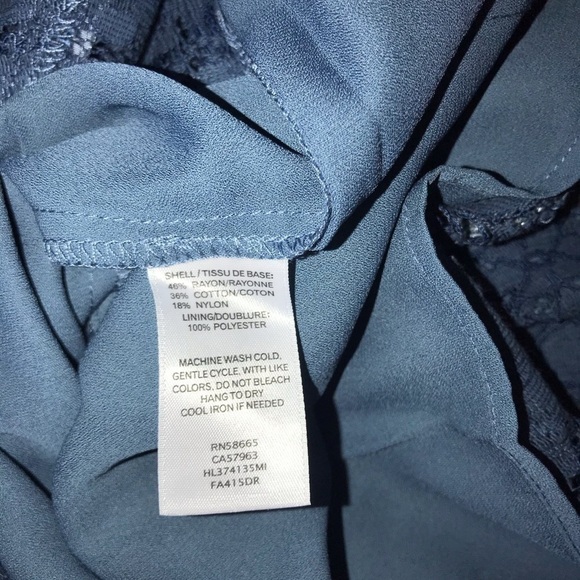 SHELL/TISSU DE BASE:
46% RAYON/RAYONNE
36% COTTON/COTON
18% NYLON
LINING/DOUBLURE:
100% POLYESTER
MACHINE WASH COLD,
GENTLE CYCLE, WITH LIKE
COLORS, DO NOT BLEACH
HANG TO DRY
COOL IRON IF NEEDED
RN58665
CA57963
HL374135MI
FA415DR